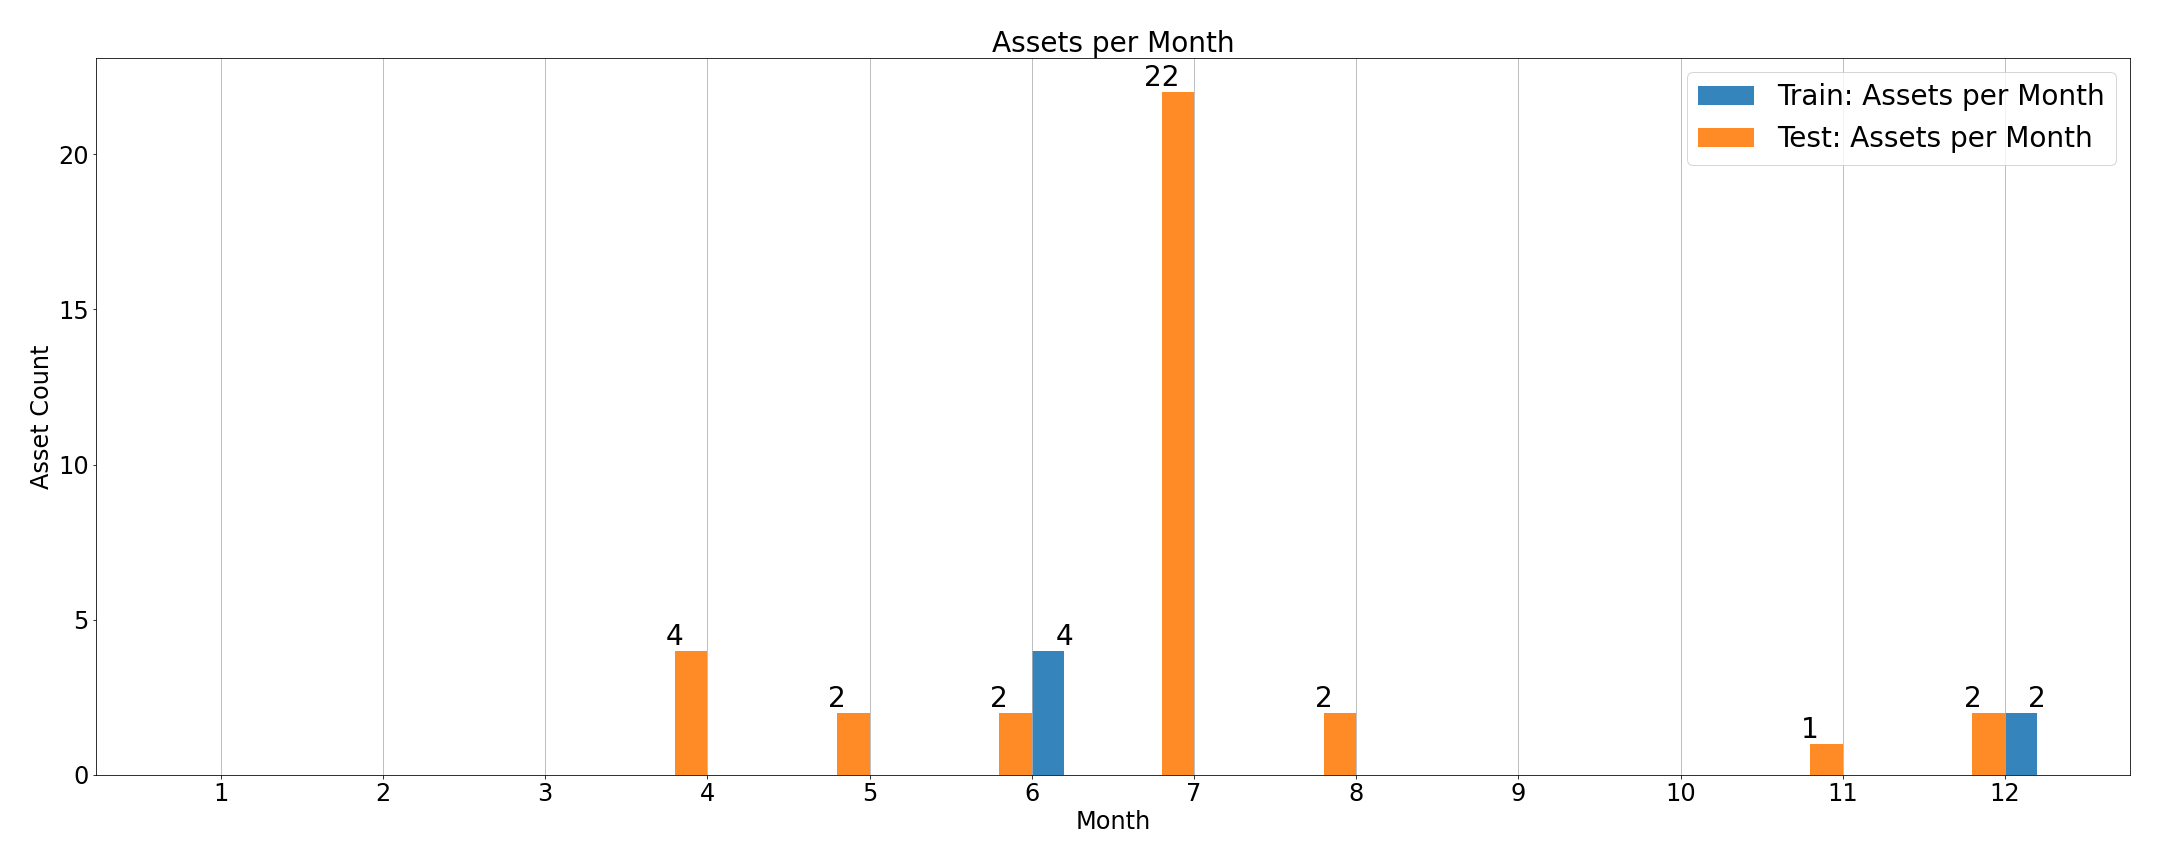 Assets per Month
Train: Assets per Month
Test: Assets per Month
Asset Count
20
15
10
5
0
4
2
2
4
22
2
1
2
2
1 2 3 4 5 6 7 8 9 10 11 12
Month